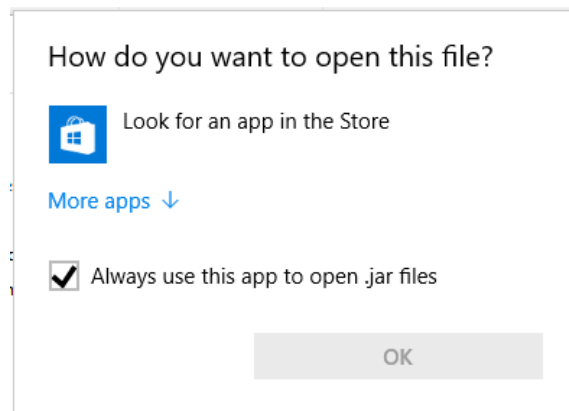 How do you want to open this file?
Look for an app in the Store
More apps ↓
Always use this app to open .jar files
OK